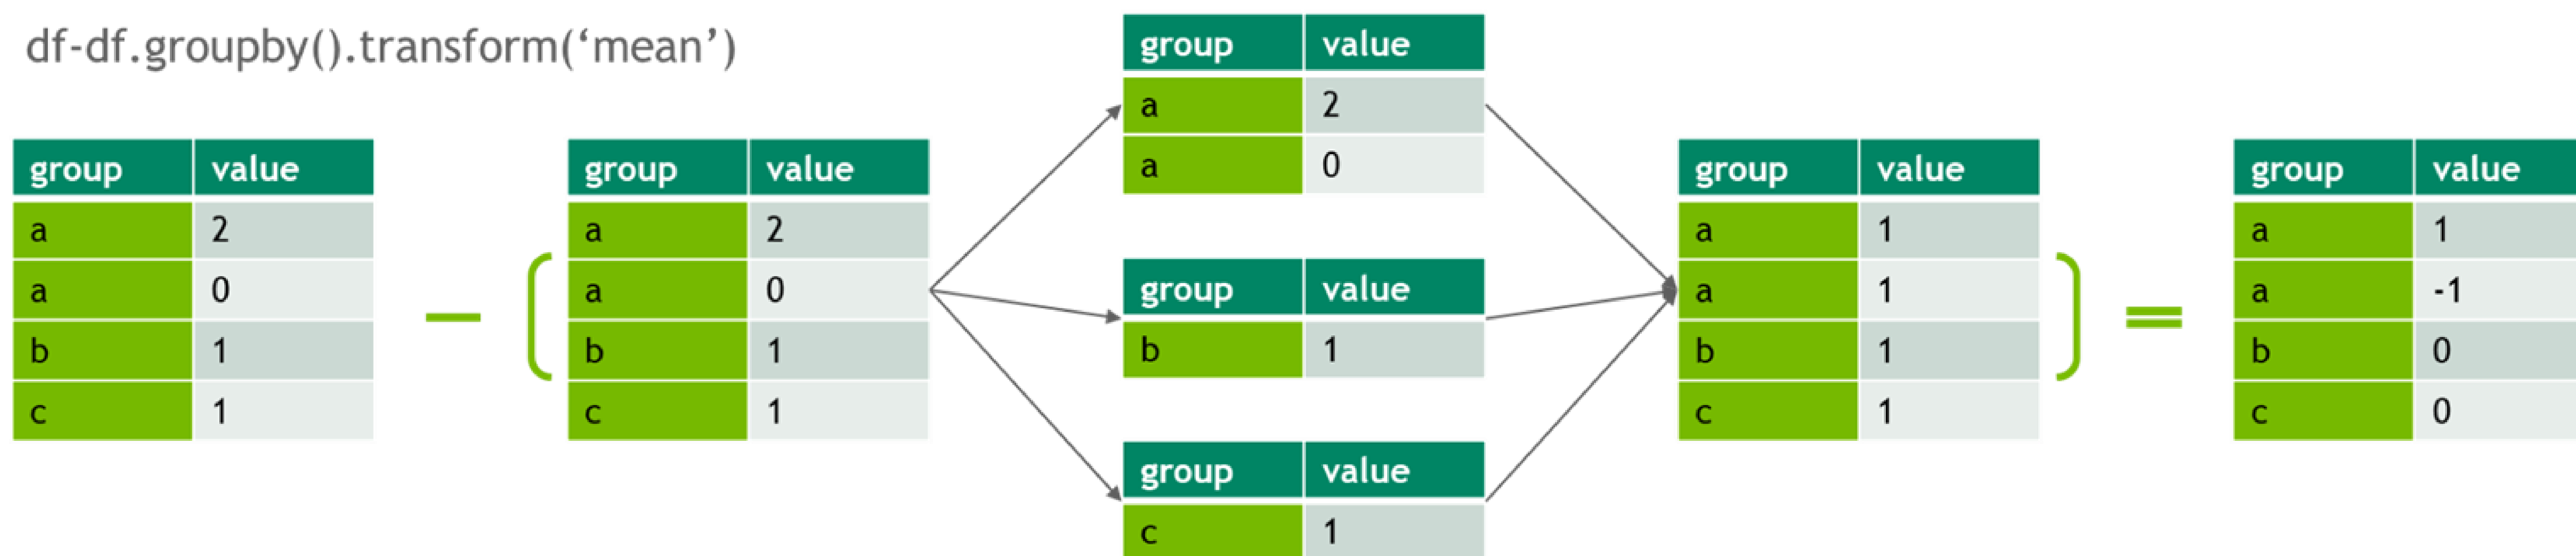 df-df.groupby().transform(‘mean’)
group value
a 2
a 0
b 1
c 1
–
group value
a 2
a 0
b 1
c 1
group value
a 2
a 0
group value
b 1
group value
c 1
group value
a 1
a 1
b 1
c 1
=
group value
a 1
a -1
b 0
c 0